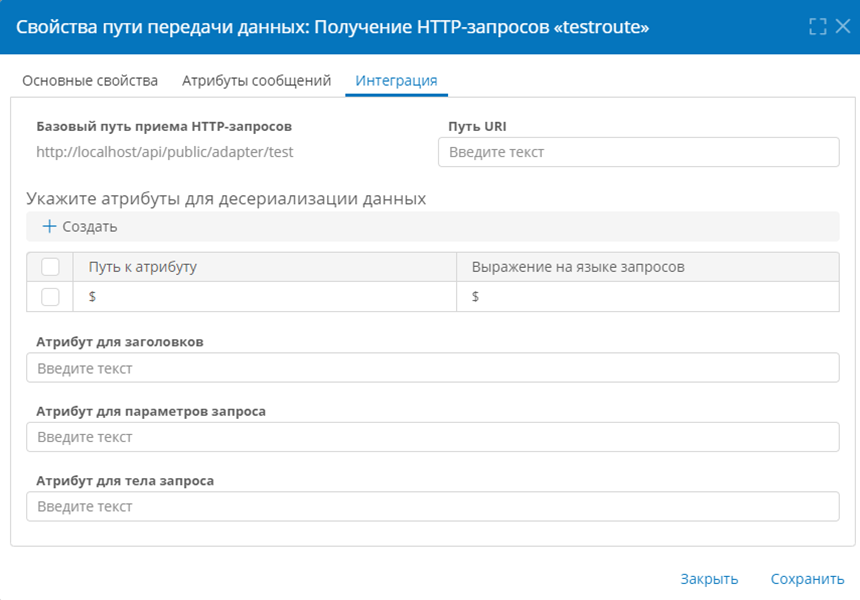 Свойства пути передачи данных: Получение HTTP-запросов «testroute»
Основные свойства Атрибуты сообщений Интеграция
Базовый путь приема HTTP-запросов Путь URI
http://localhost/api/public/adapter/test Введите текст
Укажите атрибуты для десериализации данных
+ Создать
Путь к атрибуту Выражение на языке запросов
$ $
Атрибут для заголовков
Введите текст
Атрибут для параметров запроса
Введите текст
Атрибут для тела запроса
Введите текст
Закрыть Сохранить